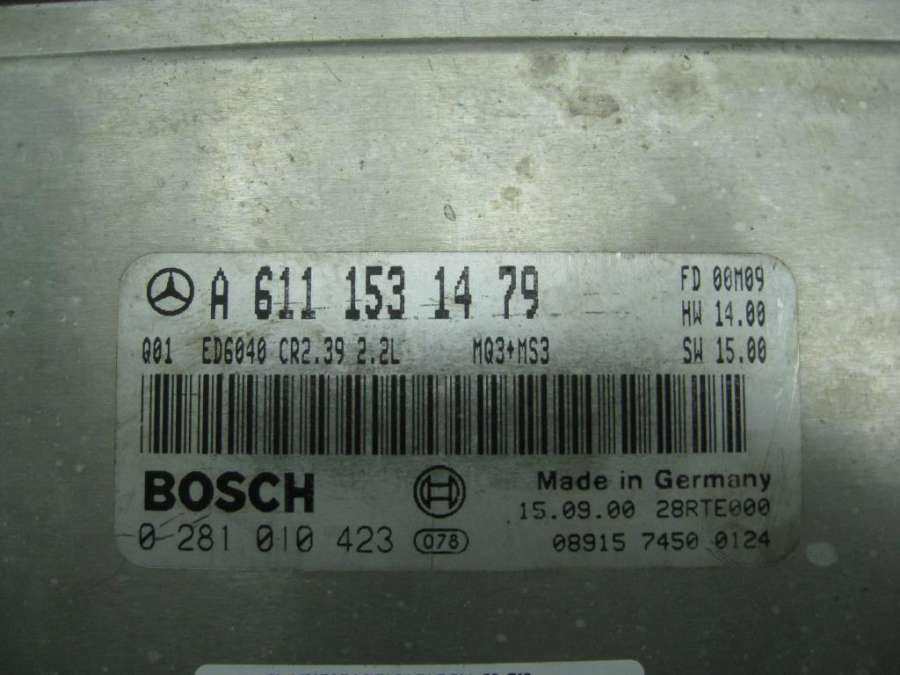 A 611 153 14 79
FD 00M09
HW 14.00
Q01 ED6040 CR2.39 2.2L MQ3+MS3 SW 15.00
BOSCH
Made in Germany
15.09.00 28RTE000
0 281 010 423 078 08915 7450 0124